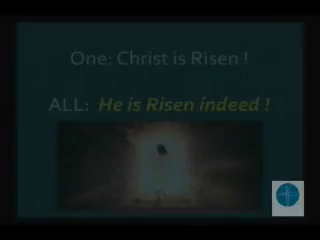 One: Christ is Risen !
ALL: He is Risen indeed !